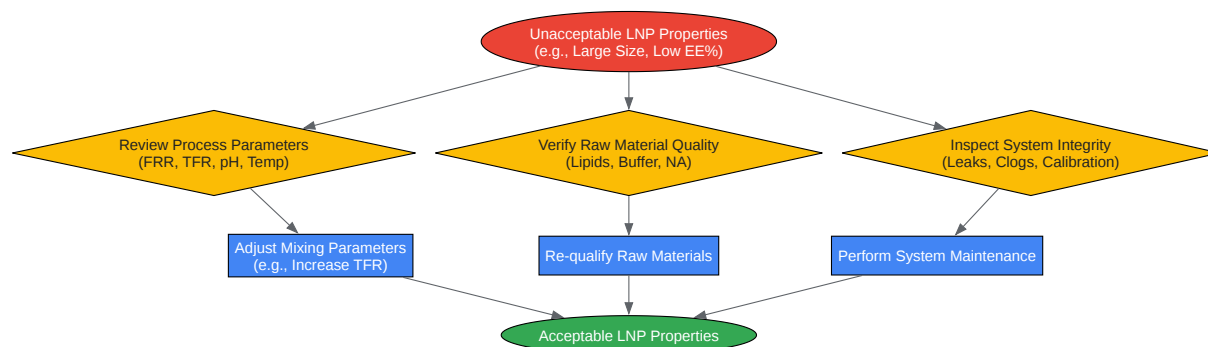 Unacceptable LNP Properties
(e.g., Large Size, Low EE%)
Review Process Parameters
(FRR, TFR, pH, Temp)
Verify Raw Material Quality
(Lipids, Buffer, NA)
Inspect System Integrity
(Leaks, Clogs, Calibration)
Adjust Mixing Parameters
(e.g., Increase TFR)
Re-qualify Raw Materials
Perform System Maintenance
Acceptable LNP Properties